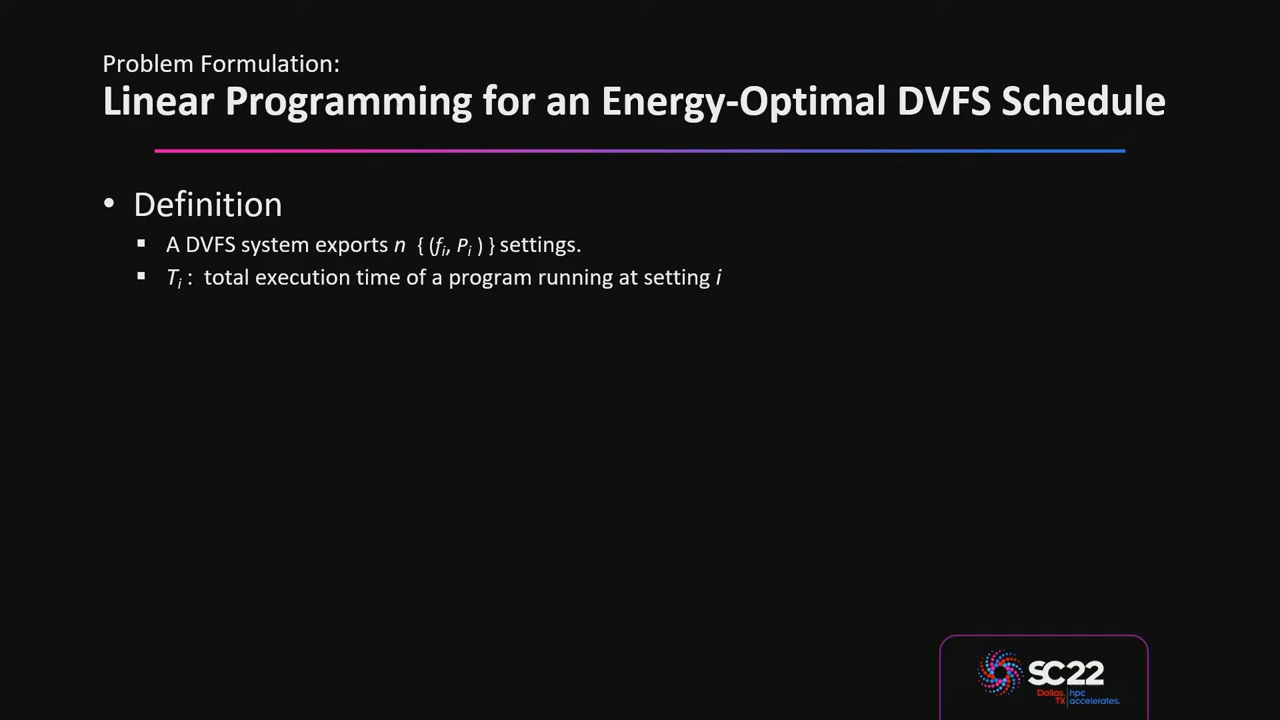 Problem Formulation:
Linear Programming for an Energy-Optimal DVFS Schedule
• Definition
▪ A DVFS system exports n { (fi, Pi ) } settings.
▪ Ti : total execution time of a program running at setting i
SC22
Dallas, TX | hpc accelerates.